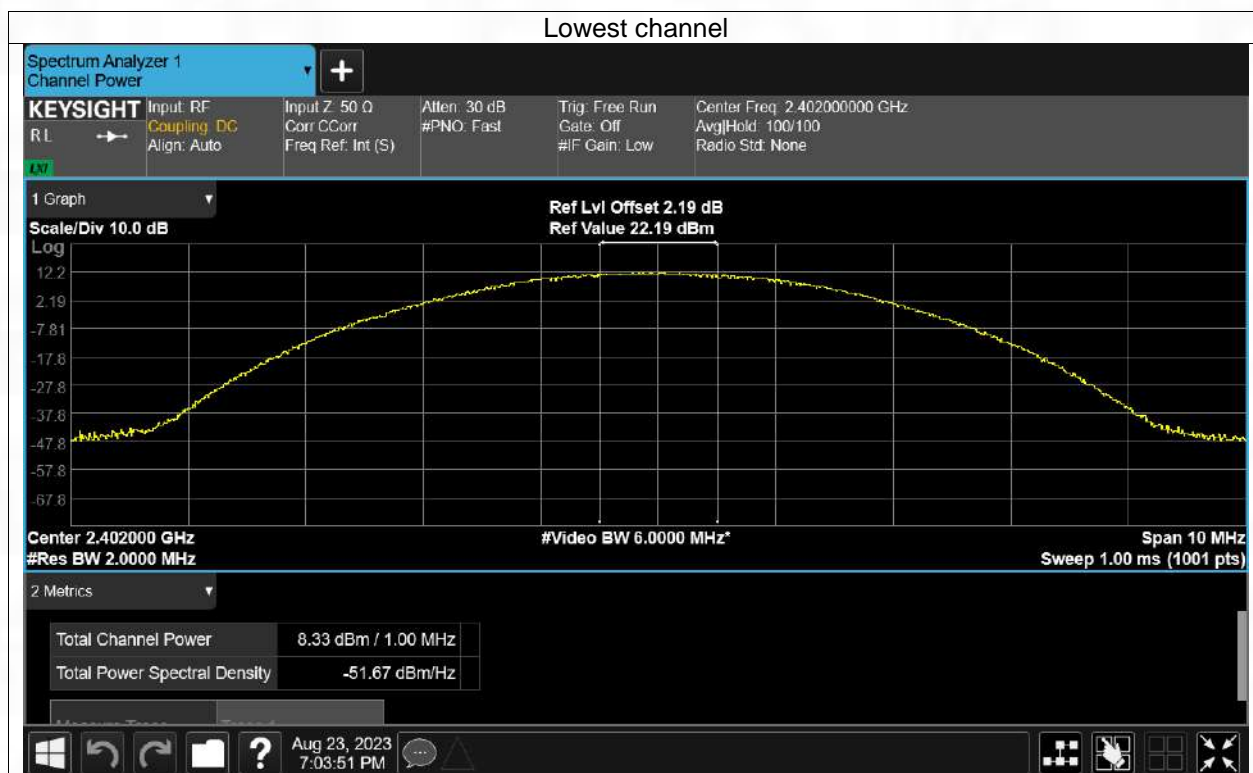 Lowest channel
Spectrum Analyzer 1
Channel Power
+
KEYSIGHT Input: RF Input Z: 50 Ω Atten: 30 dB Trig: Free Run Center Freq: 2.402000000 GHz
RL Coupling: DC Corr CCorr #PNO: Fast Gate: Off Avg|Hold: 100/100
Align: Auto Freq Ref: Int (S) #IF Gain: Low Radio Std: None
LXI
1 Graph
Ref Lvl Offset 2.19 dB
Scale/Div 10.0 dB Ref Value 22.19 dBm
Log
12.2
2.19
-7.81
-17.8
-27.8
-37.8
-47.8
-57.8
-67.8
Center 2.402000 GHz #Video BW 6.0000 MHz* Span 10 MHz
#Res BW 2.0000 MHz Sweep 1.00 ms (1001 pts)
2 Metrics
Total Channel Power 8.33 dBm / 1.00 MHz
Total Power Spectral Density -51.67 dBm/Hz
? Aug 23, 2023
7:03:51 PM